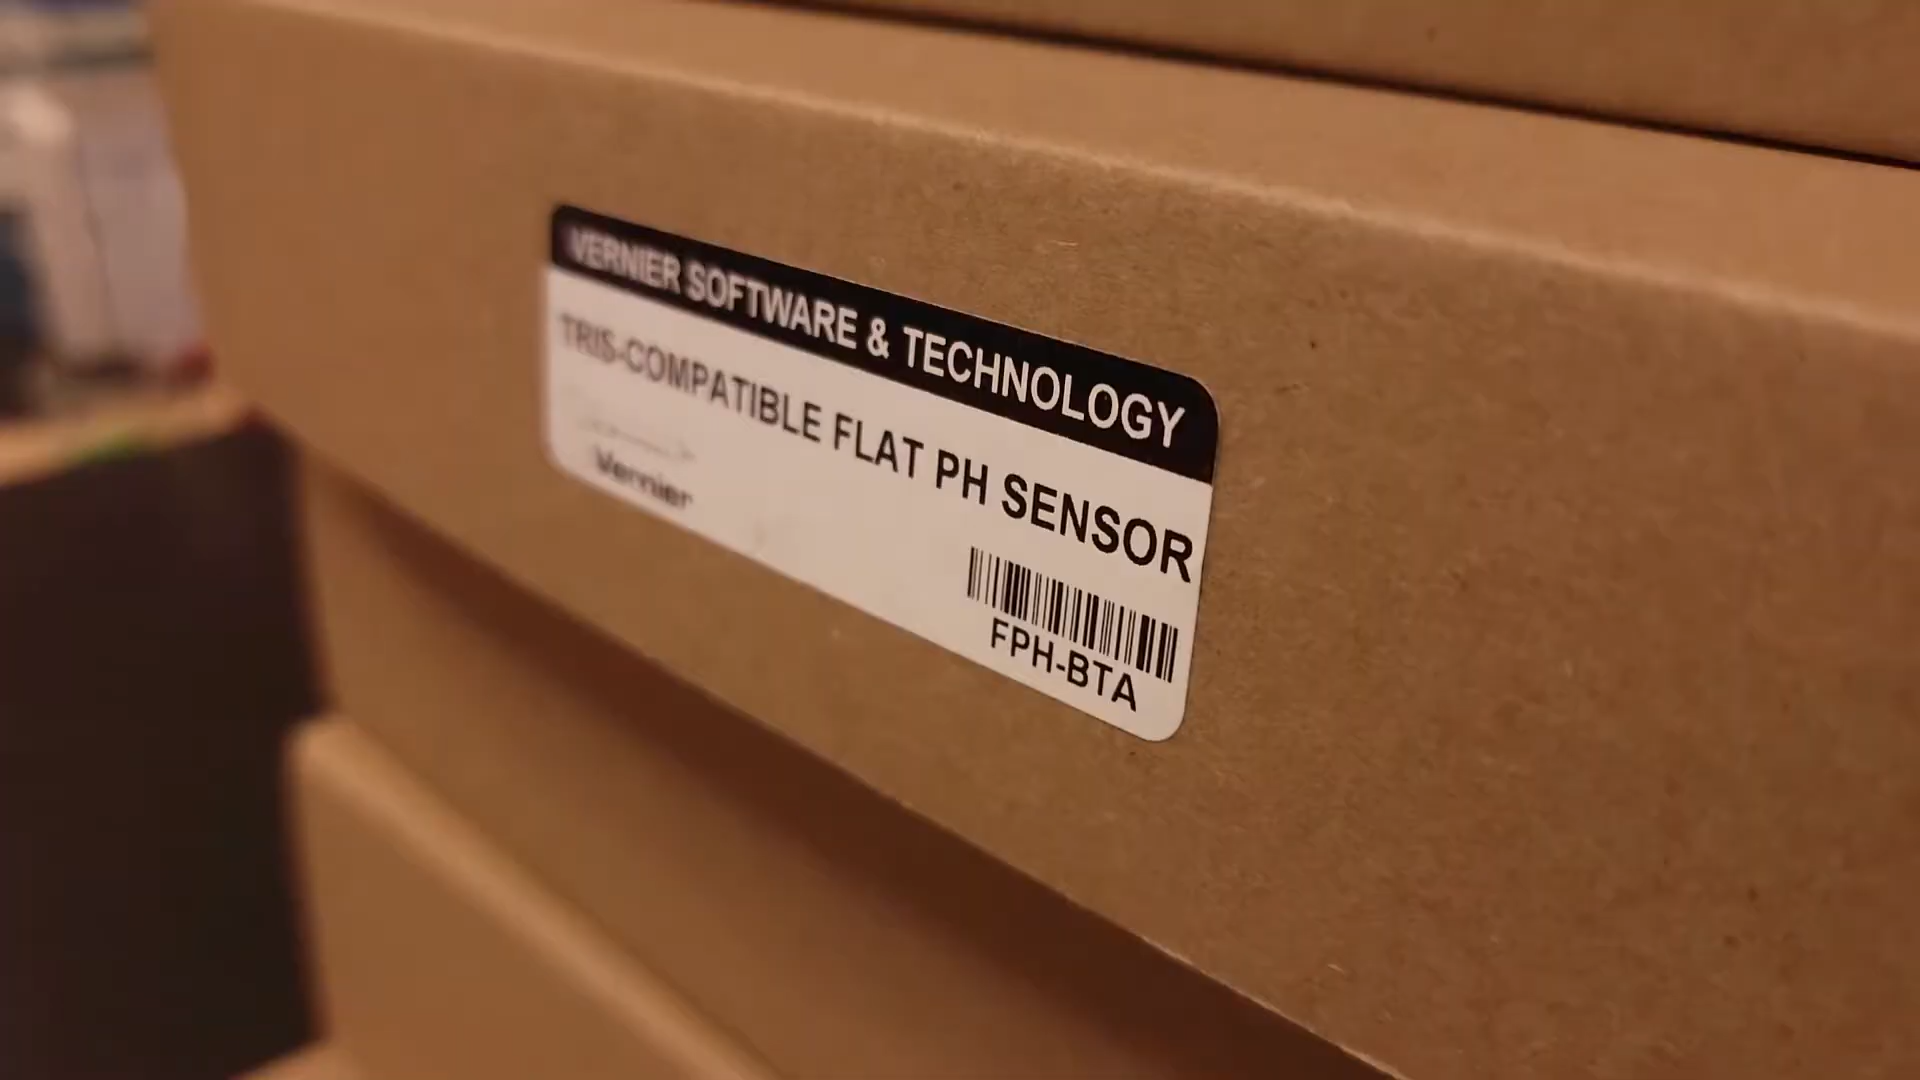 VERNIER SOFTWARE & TECHNOLOGY
TRIS-COMPATIBLE FLAT PH SENSOR
Vernier
FPH-BTA